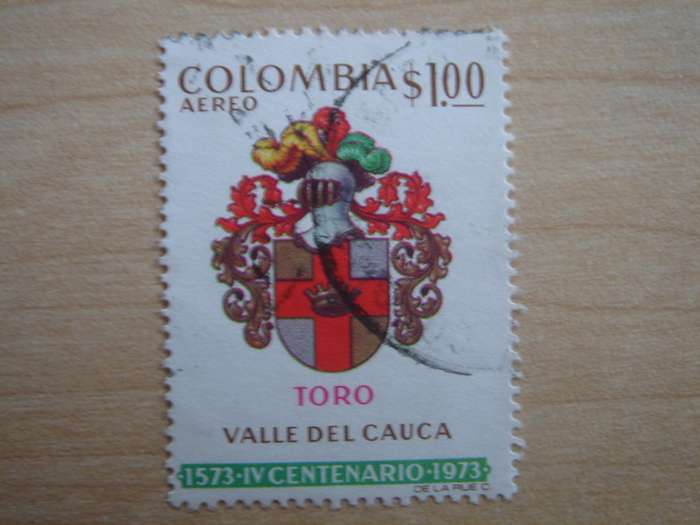 COLOMBIA $1.00
AEREO
TORO
VALLE DEL CAUCA
·1573·IV CENTENARIO·1973·
DE LA RUE C.